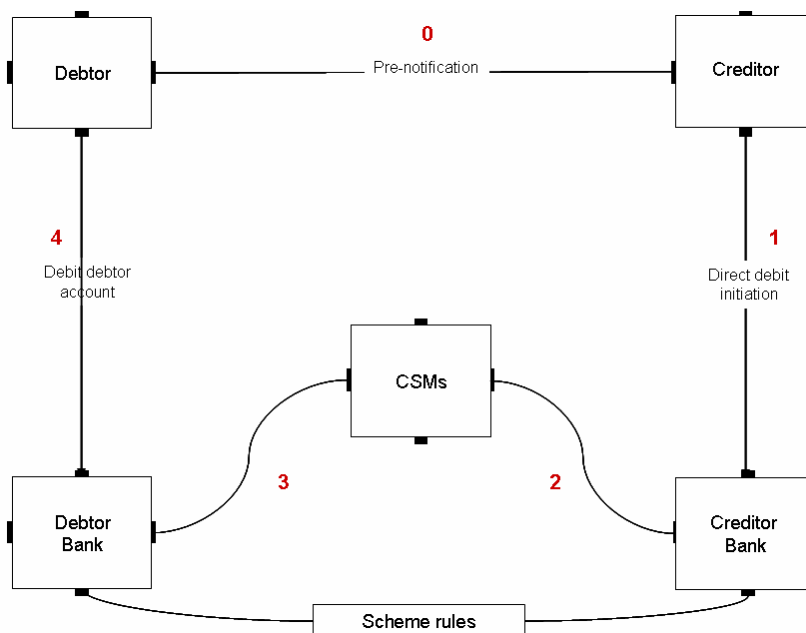 0
Debtor
Pre-notification
Creditor
4
1
Debit debtor
account
Direct debit
initiation
CSMs
3
2
Debtor
Bank
Creditor
Bank
Scheme rules